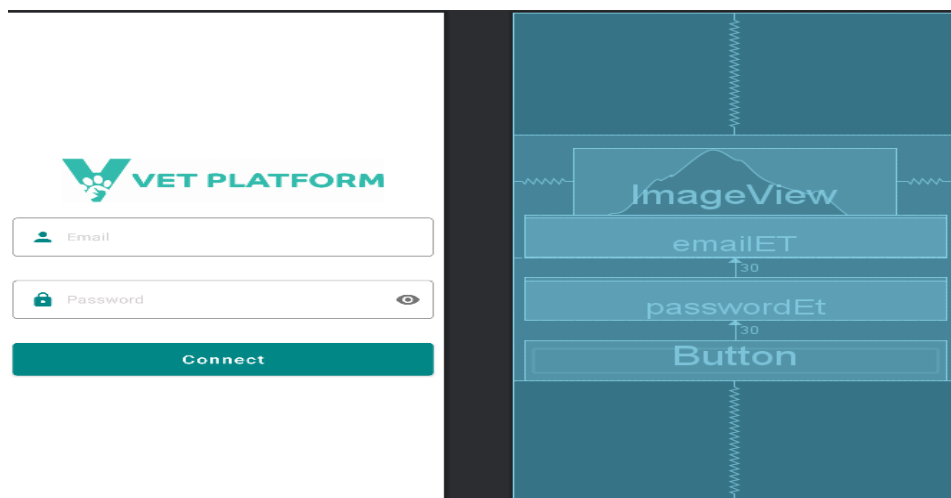 VET PLATFORM
Email
Password
Connect
ImageView
emailET
30
passwordEt
30
Button